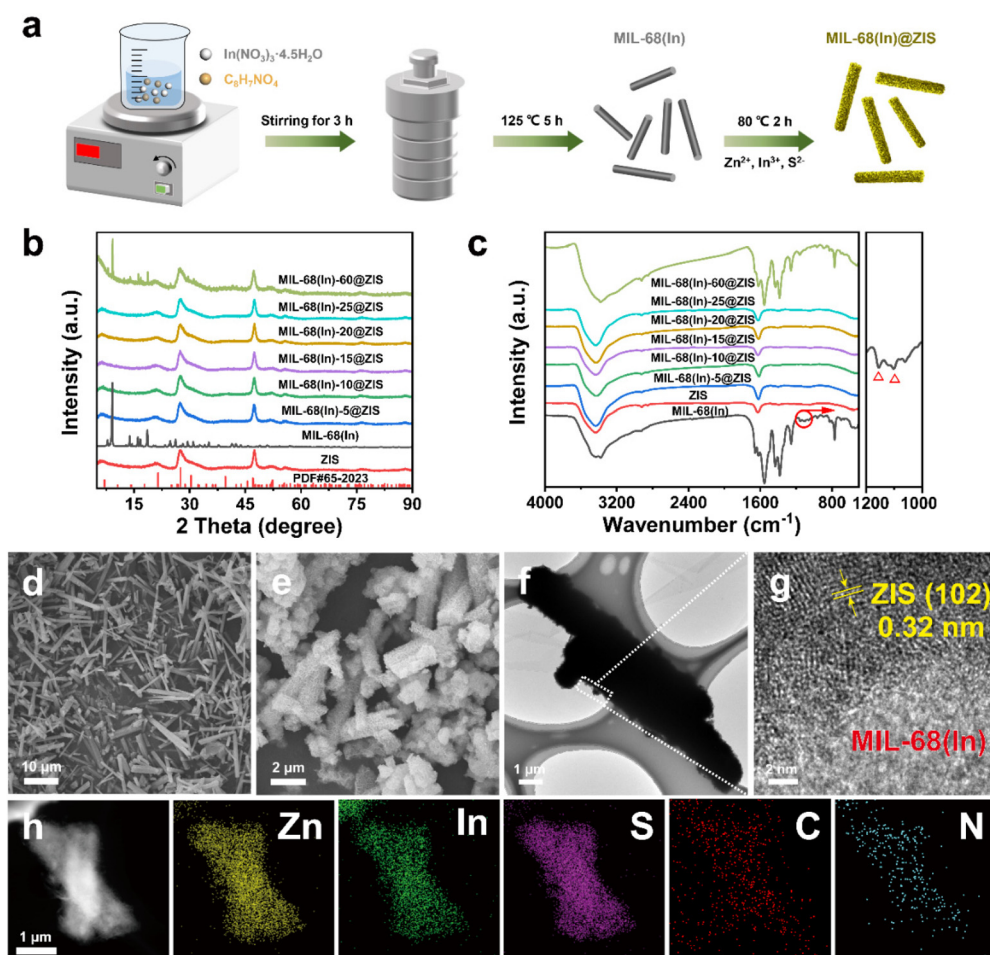 a
In(NO₃)₃·4.5H₂O
C₈H₇NO₄
Stirring for 3 h
125 ℃ 5 h
MIL-68(In)
80 ℃ 2 h
Zn²⁺, In³⁺, S²⁻
MIL-68(In)@ZIS
b
Intensity (a.u.)
MIL-68(In)-60@ZIS
MIL-68(In)-25@ZIS
MIL-68(In)-20@ZIS
MIL-68(In)-15@ZIS
MIL-68(In)-10@ZIS
MIL-68(In)-5@ZIS
MIL-68(In)
ZIS
PDF#65-2023
15 30 45 60 75 90
2 Theta (degree)
c
Intensity (a.u.)
MIL-68(In)-60@ZIS
MIL-68(In)-25@ZIS
MIL-68(In)-20@ZIS
MIL-68(In)-15@ZIS
MIL-68(In)-10@ZIS
MIL-68(In)-5@ZIS
ZIS
MIL-68(In)
4000 3200 2400 1600 800 1200 1000
Wavenumber (cm⁻¹)
d
10 μm
e
2 μm
f
1 μm
g
ZIS (102)
0.32 nm
MIL-68(In)
2 nm
h
1 μm
Zn
In
S
C
N